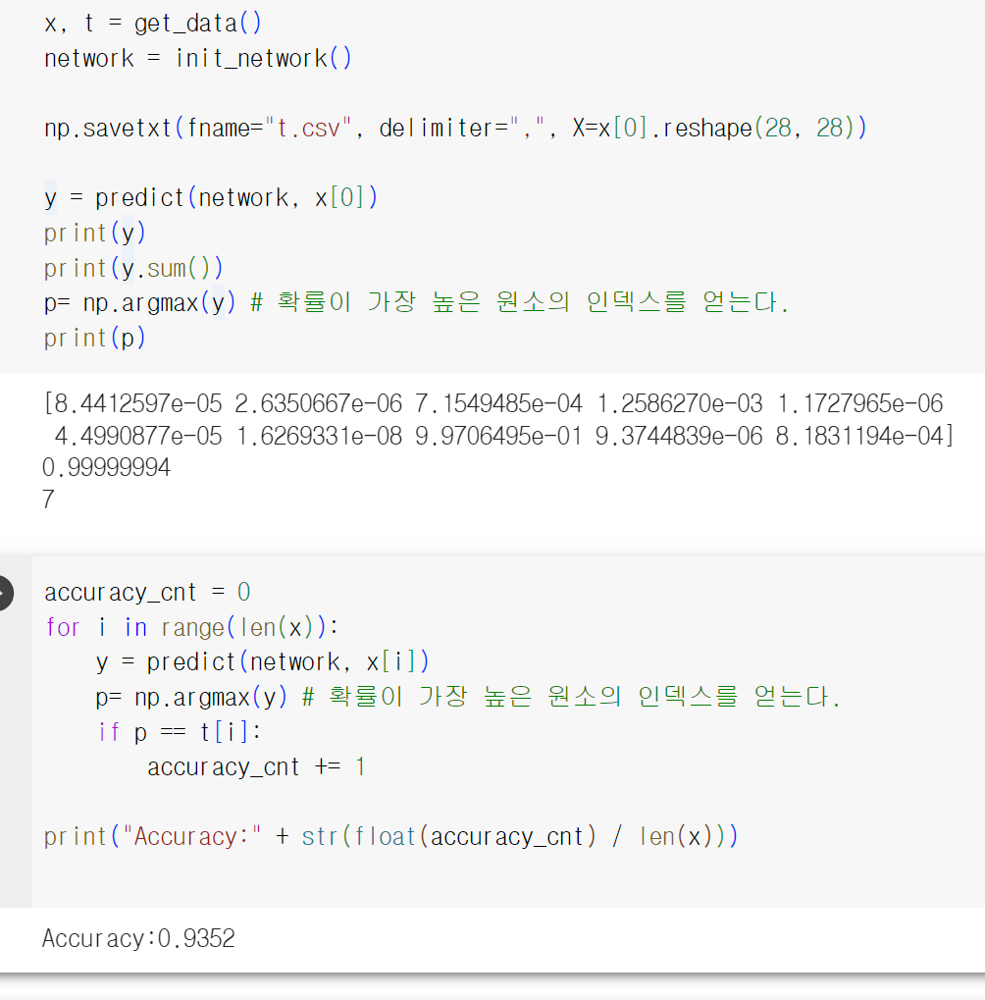 x, t = get_data()
network = init_network()
np.savetxt(fname="t.csv", delimiter=",", X=x[0].reshape(28, 28))
y = predict(network, x[0])
print(y)
print(y.sum())
p= np.argmax(y) # 확률이 가장 높은 원소의 인덱스를 얻는다.
print(p)
[8.4412597e-05 2.6350667e-06 7.1549485e-04 1.2586270e-03 1.1727965e-06
4.4990877e-05 1.6269331e-08 9.9706495e-01 9.3744839e-06 8.1831194e-04]
0.99999994
7
accuracy_cnt = 0
for i in range(len(x)):
    y = predict(network, x[i])
    p= np.argmax(y) # 확률이 가장 높은 원소의 인덱스를 얻는다.
    if p == t[i]:
        accuracy_cnt += 1
print("Accuracy:" + str(float(accuracy_cnt) / len(x)))
Accuracy:0.9352